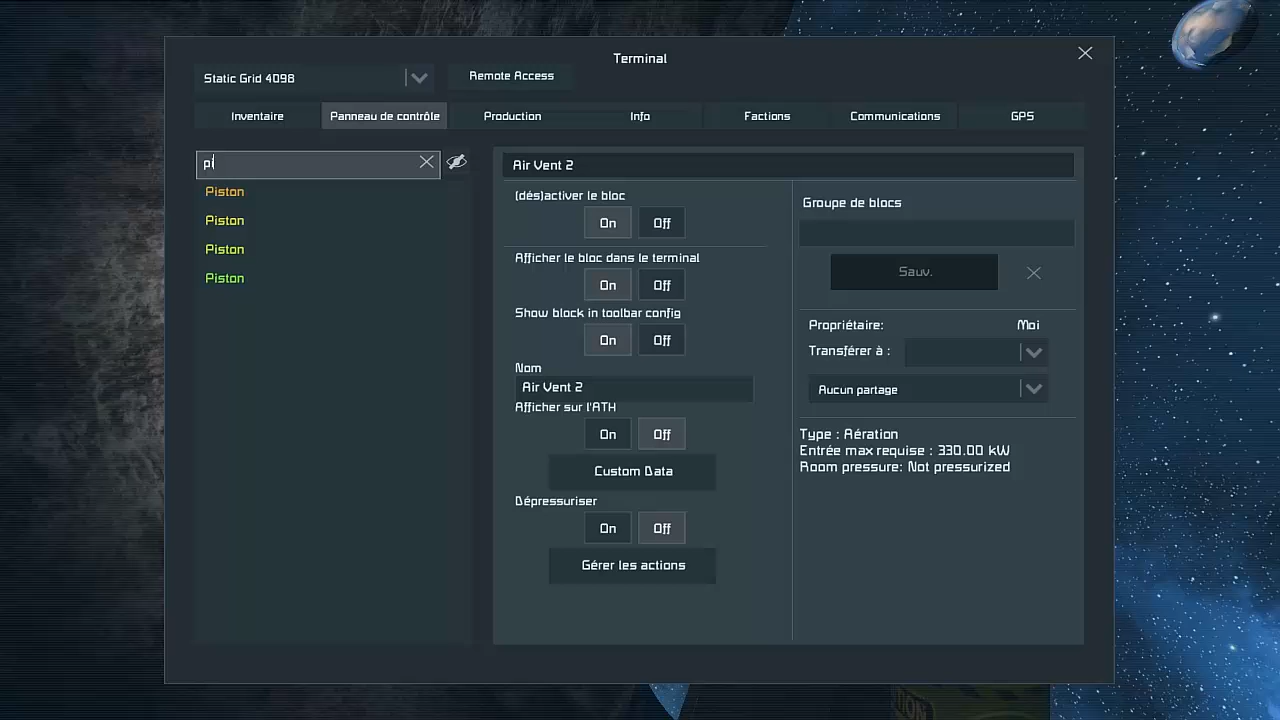 Terminal
Static Grid 4098
Remote Access
Inventaire
Panneau de contrôle
Production
Info
Factions
Communications
GPS
pi
Piston
Piston
Piston
Piston
Air Vent 2
(dés)activer le bloc
On Off
Afficher le bloc dans le terminal
On Off
Show block in toolbar config
On Off
Nom
Air Vent 2
Afficher sur l'ATH
On Off
Custom Data
Dépressuriser
On Off
Gérer les actions
Groupe de blocs
Sauv.
Propriétaire: Moi
Transférer à :
Aucun partage
Type : Aération
Entrée max requise : 330.00 kW
Room pressure: Not pressurized